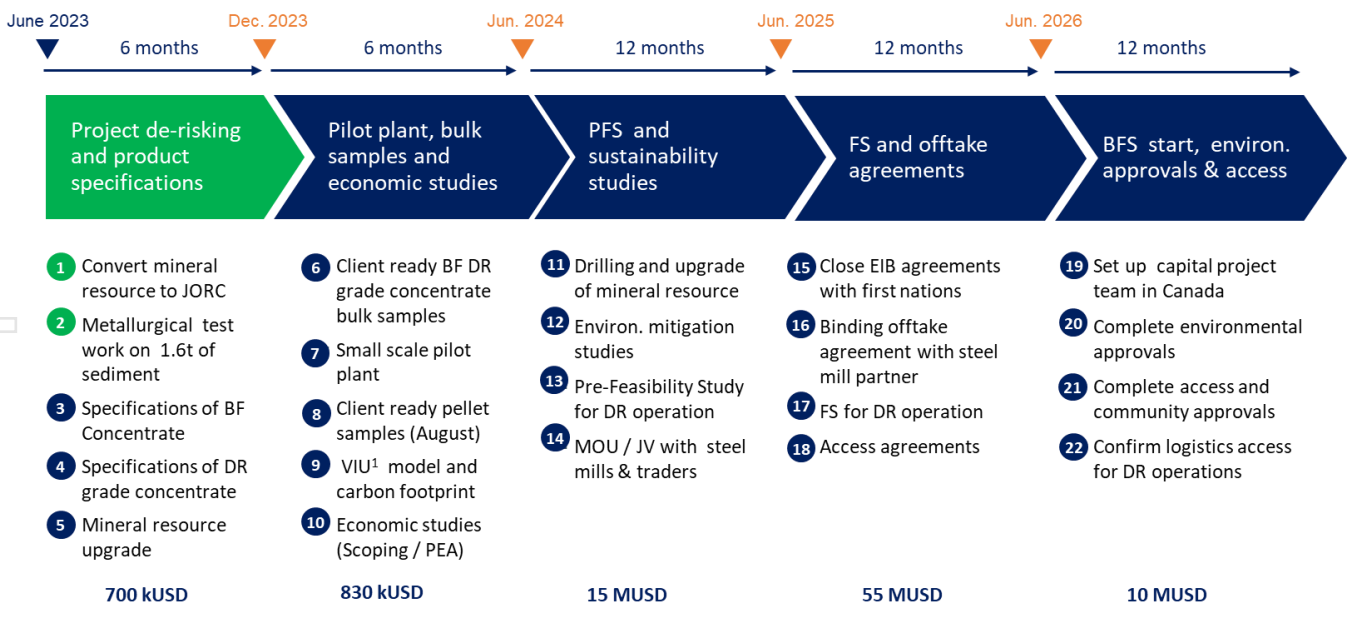 June 2023
Dec. 2023
Jun. 2024
Jun. 2025
Jun. 2026
6 months
6 months
12 months
12 months
12 months
Project de-risking
and product
specifications
Pilot plant, bulk
samples and
economic studies
PFS and
sustainability
studies
FS and offtake
agreements
BFS start, environ.
approvals & access
1 Convert mineral
resource to JORC
2 Metallurgical test
work on 1.6t of
sediment
3 Specifications of BF
Concentrate
4 Specifications of DR
grade concentrate
5 Mineral resource
upgrade
700 kUSD
6 Client ready BF DR
grade concentrate
bulk samples
7 Small scale pilot
plant
8 Client ready pellet
samples (August)
9 VIU¹ model and
carbon footprint
10 Economic studies
(Scoping / PEA)
830 kUSD
11 Drilling and upgrade
of mineral resource
12 Environ. mitigation
studies
13 Pre-Feasibility Study
for DR operation
14 MOU / JV with steel
mills & traders
15 MUSD
15 Close EIB agreements
with first nations
16 Binding offtake
agreement with steel
mill partner
17 FS for DR operation
18 Access agreements
55 MUSD
19 Set up capital project
team in Canada
20 Complete environmental
approvals
21 Complete access and
community approvals
22 Confirm logistics access
for DR operations
10 MUSD